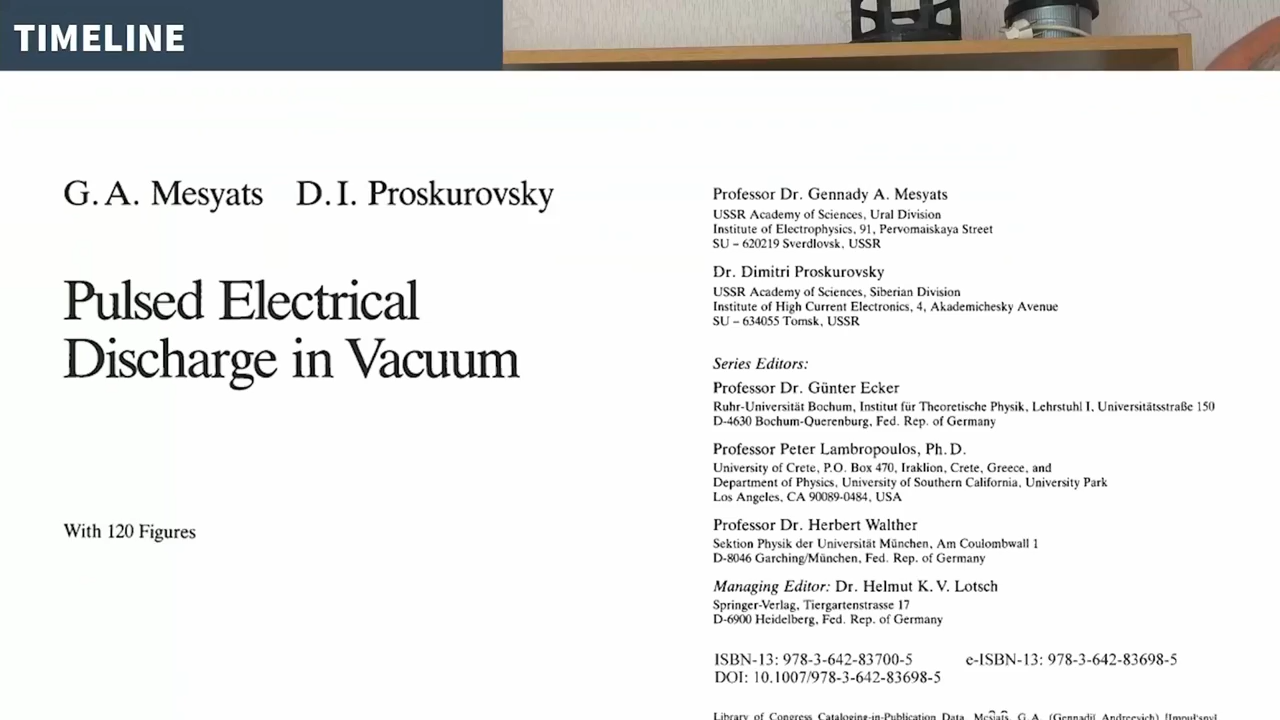 TIMELINE
G. A. Mesyats D. I. Proskurovsky
Pulsed Electrical
Discharge in Vacuum
With 120 Figures
Professor Dr. Gennady A. Mesyats
USSR Academy of Sciences, Ural Division
Institute of Electrophysics, 91, Pervomaiskaya Street
SU – 620219 Sverdlovsk, USSR
Dr. Dimitri Proskurovsky
USSR Academy of Sciences, Siberian Division
Institute of High Current Electronics, 4, Akademichesky Avenue
SU – 634055 Tomsk, USSR
Series Editors:
Professor Dr. Günter Ecker
Ruhr-Universität Bochum, Institut für Theoretische Physik, Lehrstuhl I, Universitätsstraße 150
D-4630 Bochum-Querenburg, Fed. Rep. of Germany
Professor Peter Lambropoulos, Ph. D.
University of Crete, P.O. Box 470, Iraklion, Crete, Greece, and
Department of Physics, University of Southern California, University Park
Los Angeles, CA 90089-0484, USA
Professor Dr. Herbert Walther
Sektion Physik der Universität München, Am Coulombwall 1
D-8046 Garching/München, Fed. Rep. of Germany
Managing Editor: Dr. Helmut K. V. Lotsch
Springer-Verlag, Tiergartenstrasse 17
D-6900 Heidelberg, Fed. Rep. of Germany
ISBN-13: 978-3-642-83700-5 e-ISBN-13: 978-3-642-83698-5
DOI: 10.1007/978-3-642-83698-5
Library of Congress Cataloging-in-Publication Data. Mesiats, G. A. (Gennadiĭ Andreevich)